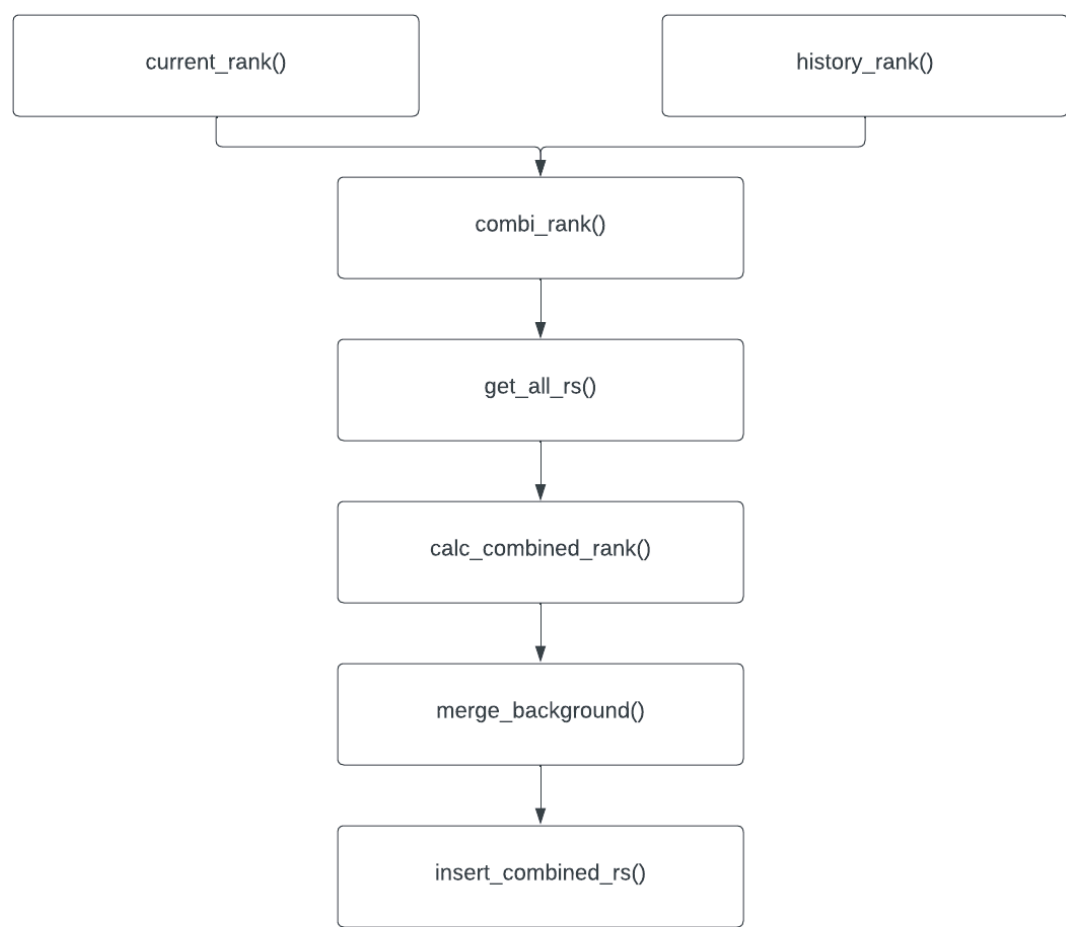 current_rank()
history_rank()
combi_rank()
get_all_rs()
calc_combined_rank()
merge_background()
insert_combined_rs()